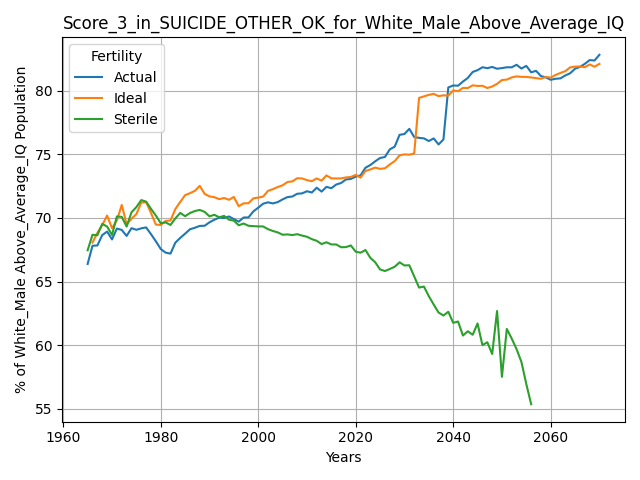 Score_3_in_SUICIDE_OTHER_OK_for_White_Male_Above_Average_IQ
Fertility
Actual
Ideal
Sterile
% of White_Male Above_Average_IQ Population
80
75
70
65
60
55
1960
1980
2000
2020
2040
2060
Years